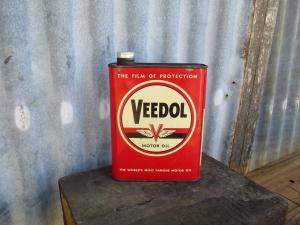 THE FILM OF PROTECTION
VEEDOL
V
MOTOR OIL
THE WORLD'S MOST FAMOUS MOTOR OIL